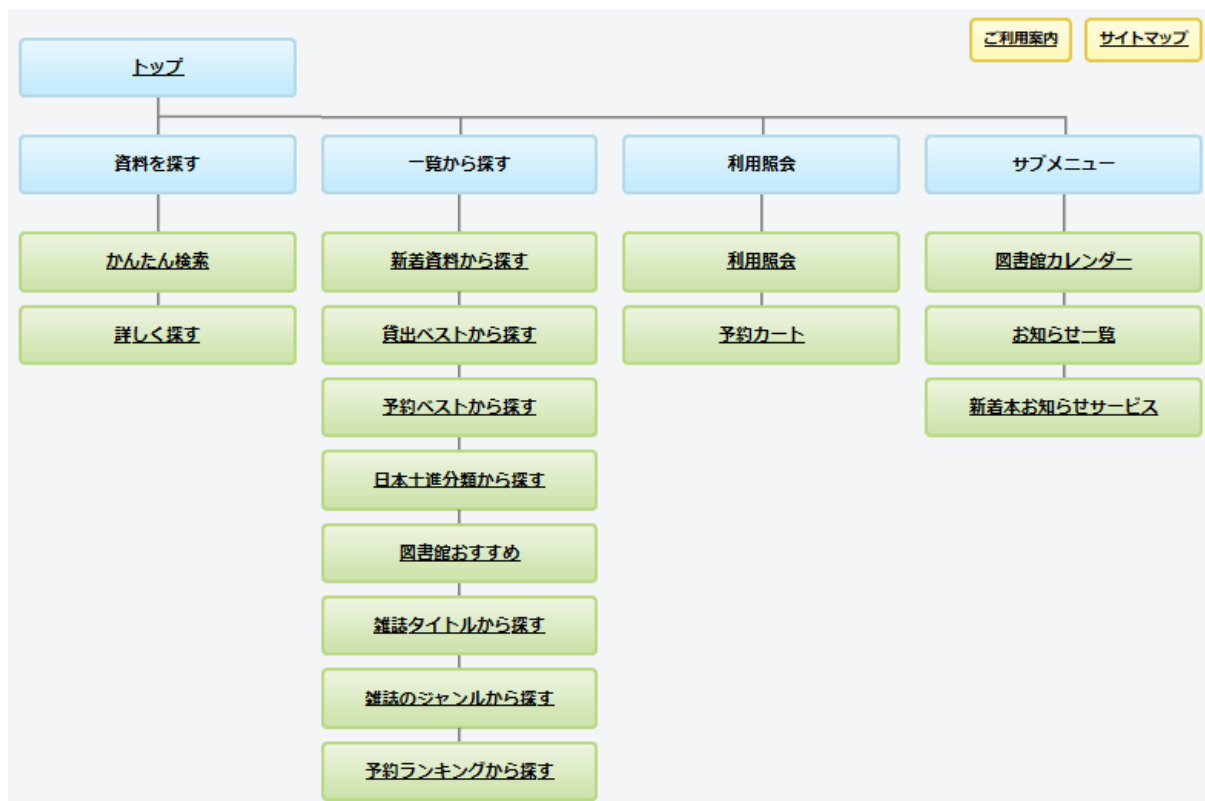 ご利用案内
サイトマップ
トップ
資料を探す
一覧から探す
利用照会
サブメニュー
かんたん検索
詳しく探す
新着資料から探す
貸出ベストから探す
予約ベストから探す
日本十進分類から探す
図書館おすすめ
雑誌タイトルから探す
雑誌のジャンルから探す
予約ランキングから探す
利用照会
予約カート
図書館カレンダー
お知らせ一覧
新着本お知らせサービス